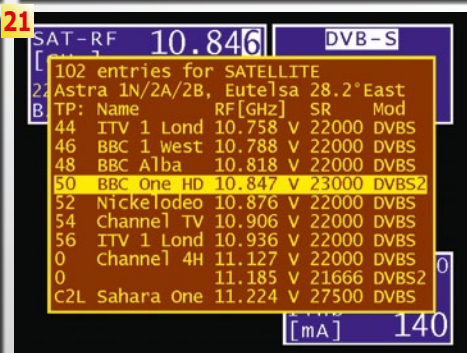 21
SAT-RF 10.846 DVB-S
102 entries for SATELLITE
Astra 1N/2A/2B, Eutelsa 28.2°East
TP: Name RF[GHz] SR Mod
44 ITV 1 Lond 10.758 V 22000 DVBS
46 BBC 1 West 10.788 V 22000 DVBS
48 BBC Alba 10.818 V 22000 DVBS
50 BBC One HD 10.847 V 23000 DVBS2
52 Nickelodeo 10.876 V 22000 DVBS
54 Channel TV 10.906 V 22000 DVBS
56 ITV 1 Lond 10.936 V 22000 DVBS
0 Channel 4H 11.127 V 22000 DVBS
0 11.185 V 21666 DVBS2
C2L Sahara One 11.224 V 27500 DVBS
[mA] 140